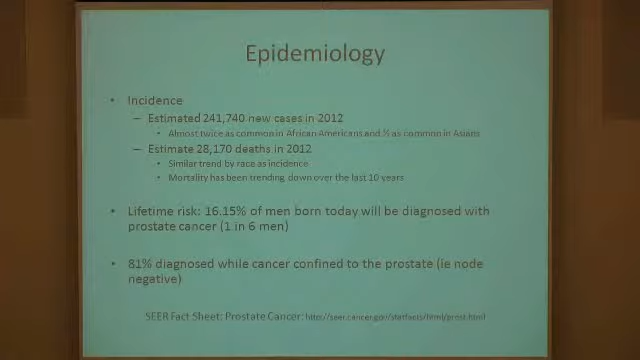 Epidemiology
• Incidence
– Estimated 241,740 new cases in 2012
• Almost twice as common in African Americans and ½ as common in Asians
– Estimate 28,170 deaths in 2012
• Similar trend by race as incidence
• Mortality has been trending down over the last 10 years
• Lifetime risk: 16.15% of men born today will be diagnosed with
prostate cancer (1 in 6 men)
• 81% diagnosed while cancer confined to the prostate (ie node
negative)
SEER Fact Sheet: Prostate Cancer: http://seer.cancer.gov/statfacts/html/prost.html